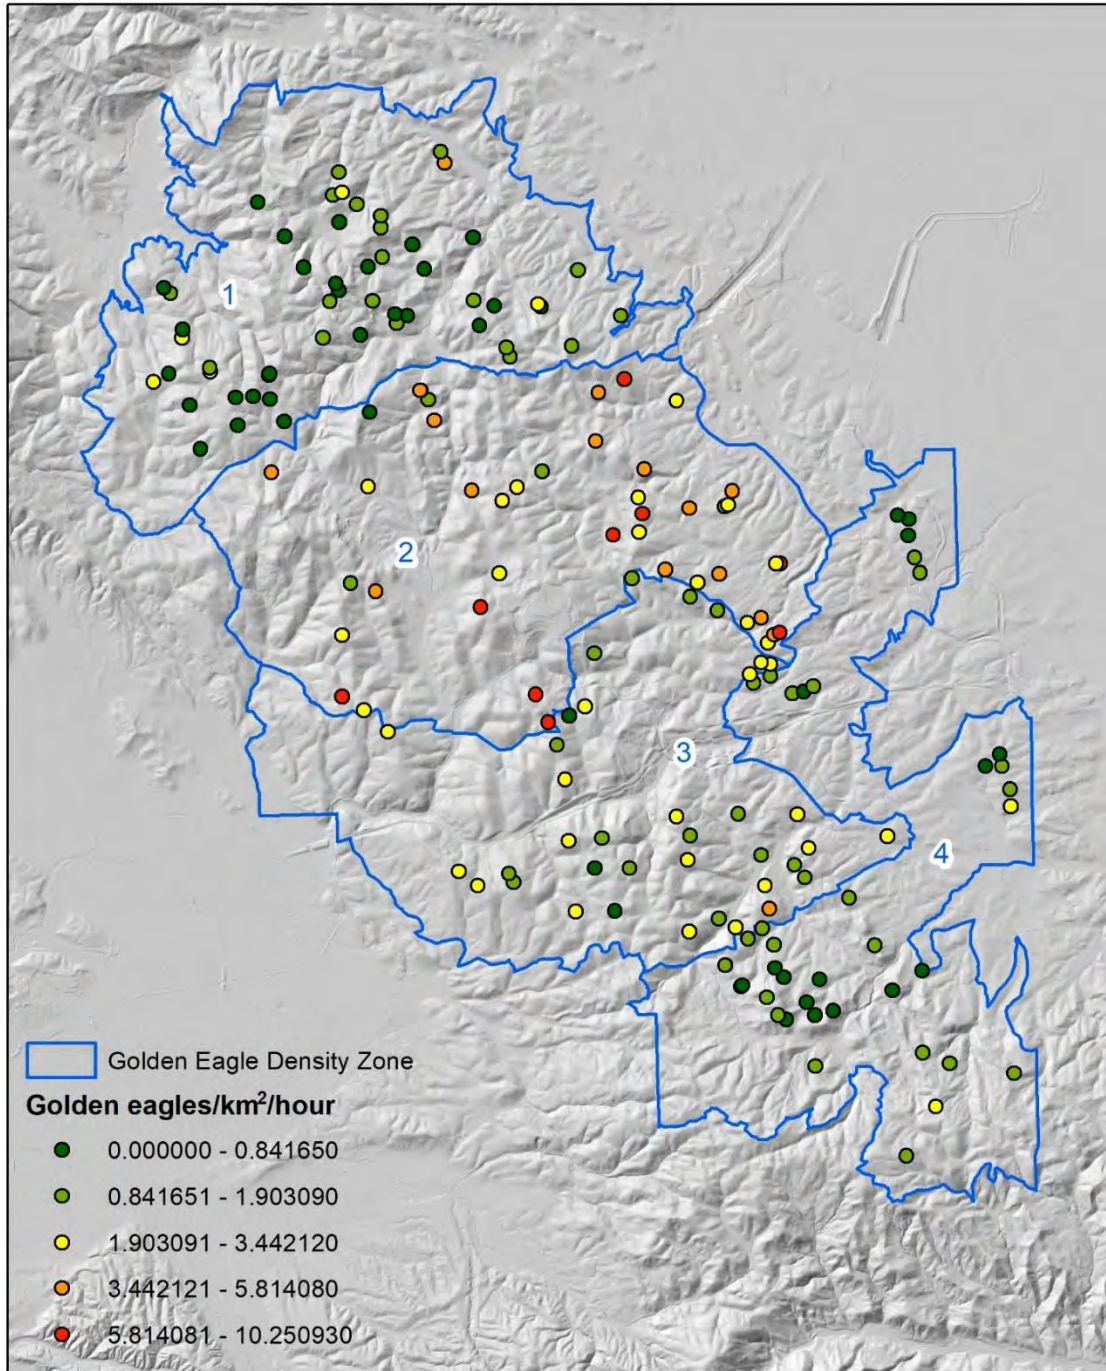 1
2
3
4
Golden Eagle Density Zone
Golden eagles/km²/hour
0.000000 - 0.841650
0.841651 - 1.903090
1.903091 - 3.442120
3.442121 - 5.814080
5.814081 - 10.250930